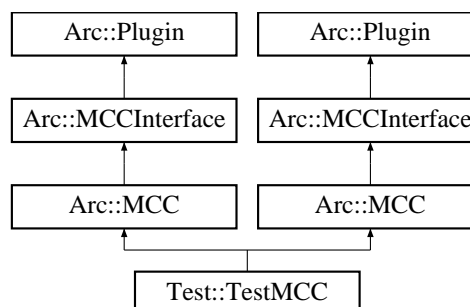 Arc::Plugin Arc::Plugin
Arc::MCCInterface Arc::MCCInterface
Arc::MCC Arc::MCC
Test::TestMCC